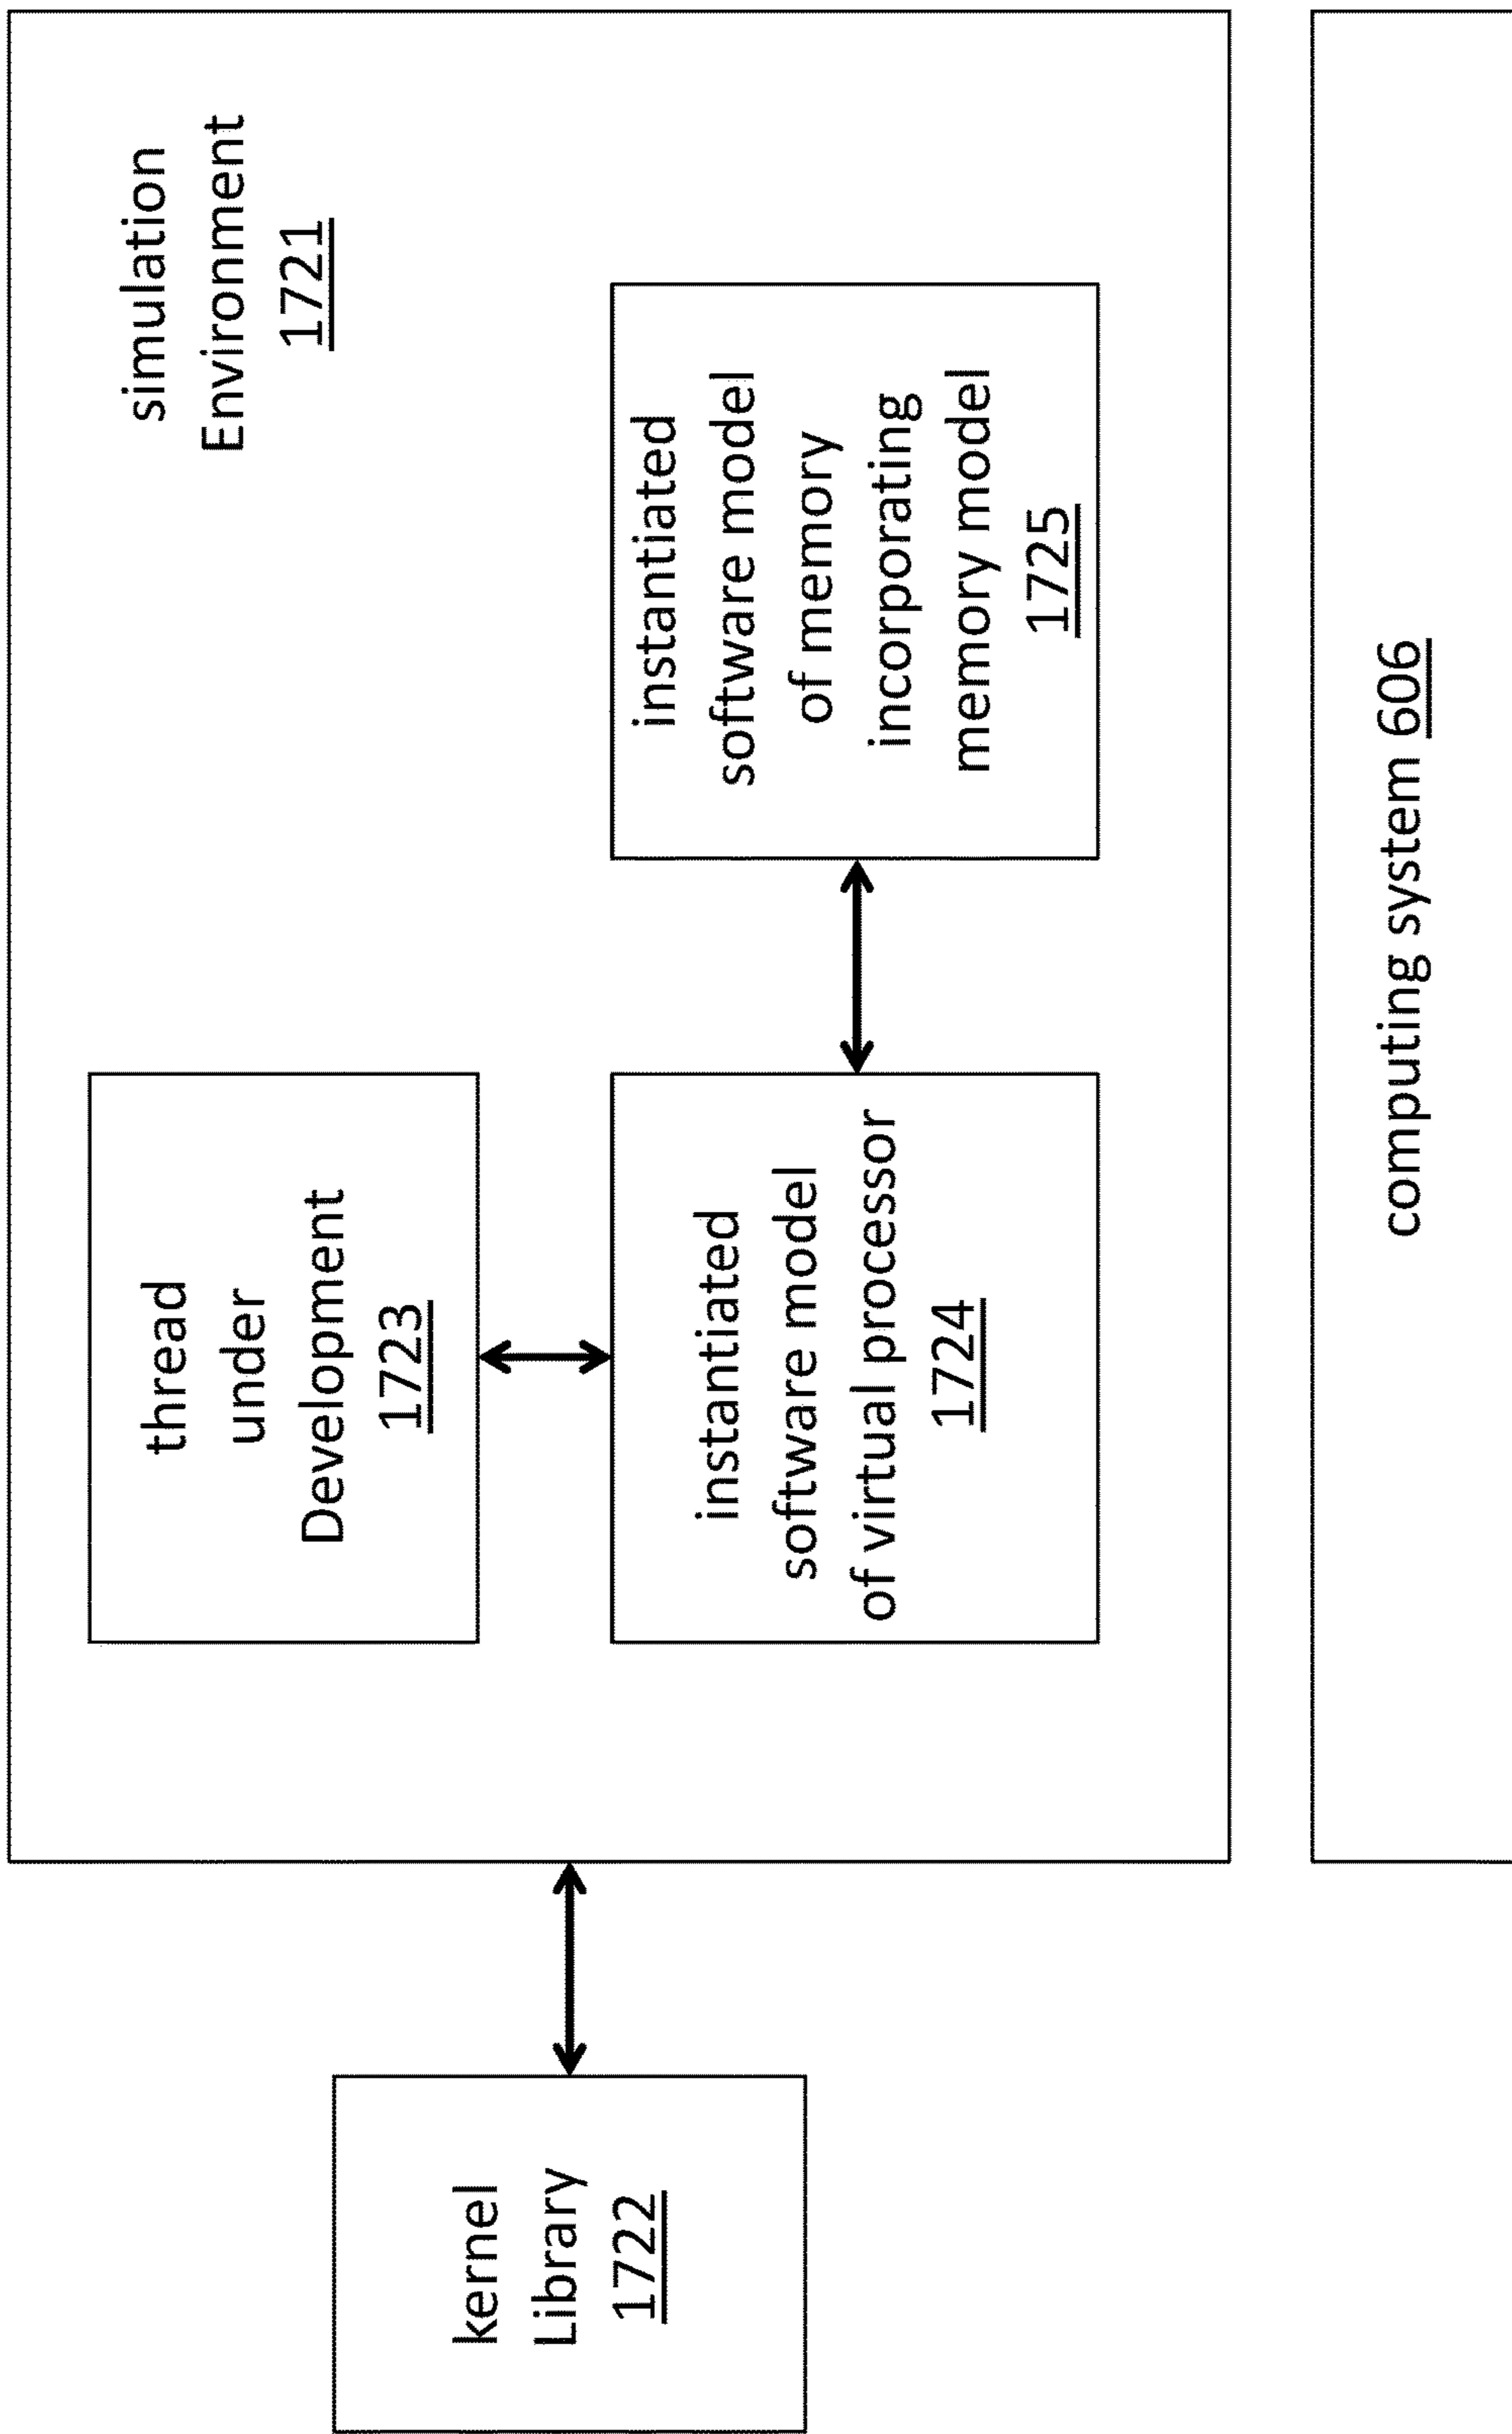 simulation
Environment
1721
thread
under
Development
1723
kernel
Library
1722
instantiated
software model
of virtual processor
1724
instantiated
software model
of memory
incorporating
memory model
1725
computing system 606